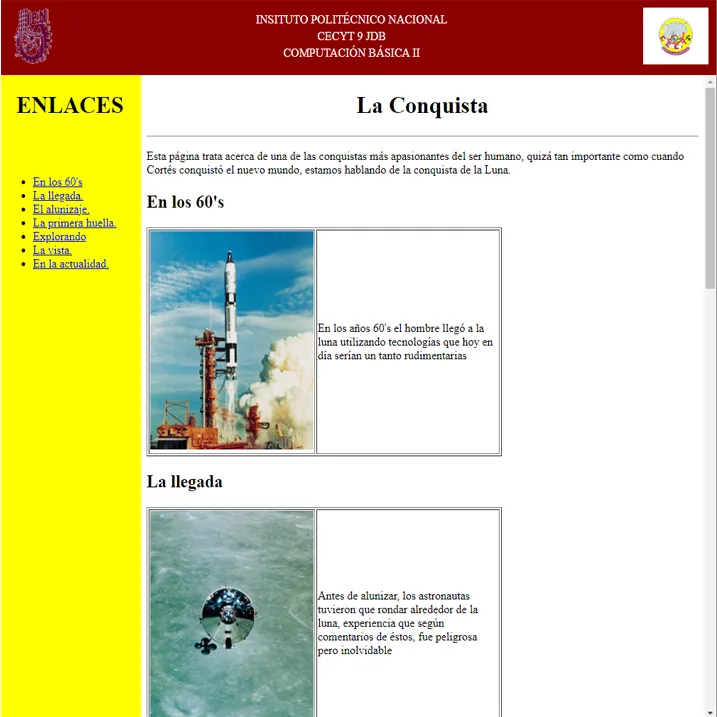 INSITUTO POLITÉCNICO NACIONAL
CECYT 9 JDB
COMPUTACIÓN BÁSICA II
ENLACES
En los 60's
La llegada.
El alunizaje.
La primera huella.
Explorando
La vista.
En la actualidad.
La Conquista
Esta página trata acerca de una de las conquistas más apasionantes del ser humano, quizá tan importante como cuando
Cortés conquistó el nuevo mundo, estamos hablando de la conquista de la Luna.
En los 60's
En los años 60's el hombre llegó a la
luna utilizando tecnologías que hoy en
día serían un tanto rudimentarias
La llegada
Antes de alunizar, los astronautas
tuvieron que rondar alrededor de la
luna, experiencia que según
comentarios de éstos, fue peligrosa
pero inolvidable